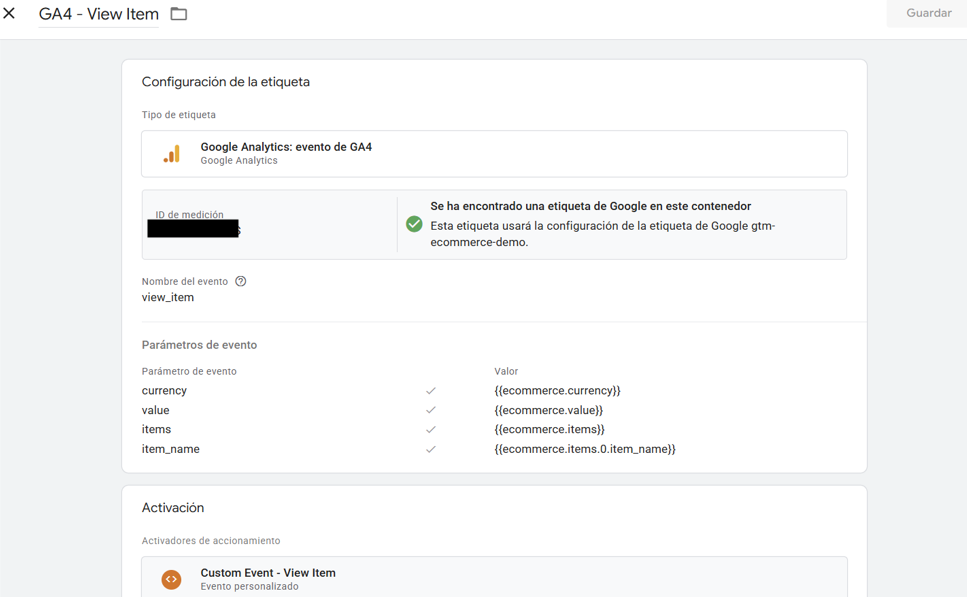 GA4 - View Item
Guardar
Configuración de la etiqueta
Tipo de etiqueta
Google Analytics: evento de GA4
Google Analytics
ID de medición
Se ha encontrado una etiqueta de Google en este contenedor
Esta etiqueta usará la configuración de la etiqueta de Google gtm-
ecommerce-demo.
Nombre del evento
view_item
Parámetros de evento
Parámetro de evento Valor
currency {{ecommerce.currency}}
value {{ecommerce.value}}
items {{ecommerce.items}}
item_name {{ecommerce.items.0.item_name}}
Activación
Activadores de accionamiento
Custom Event - View Item
Evento personalizado